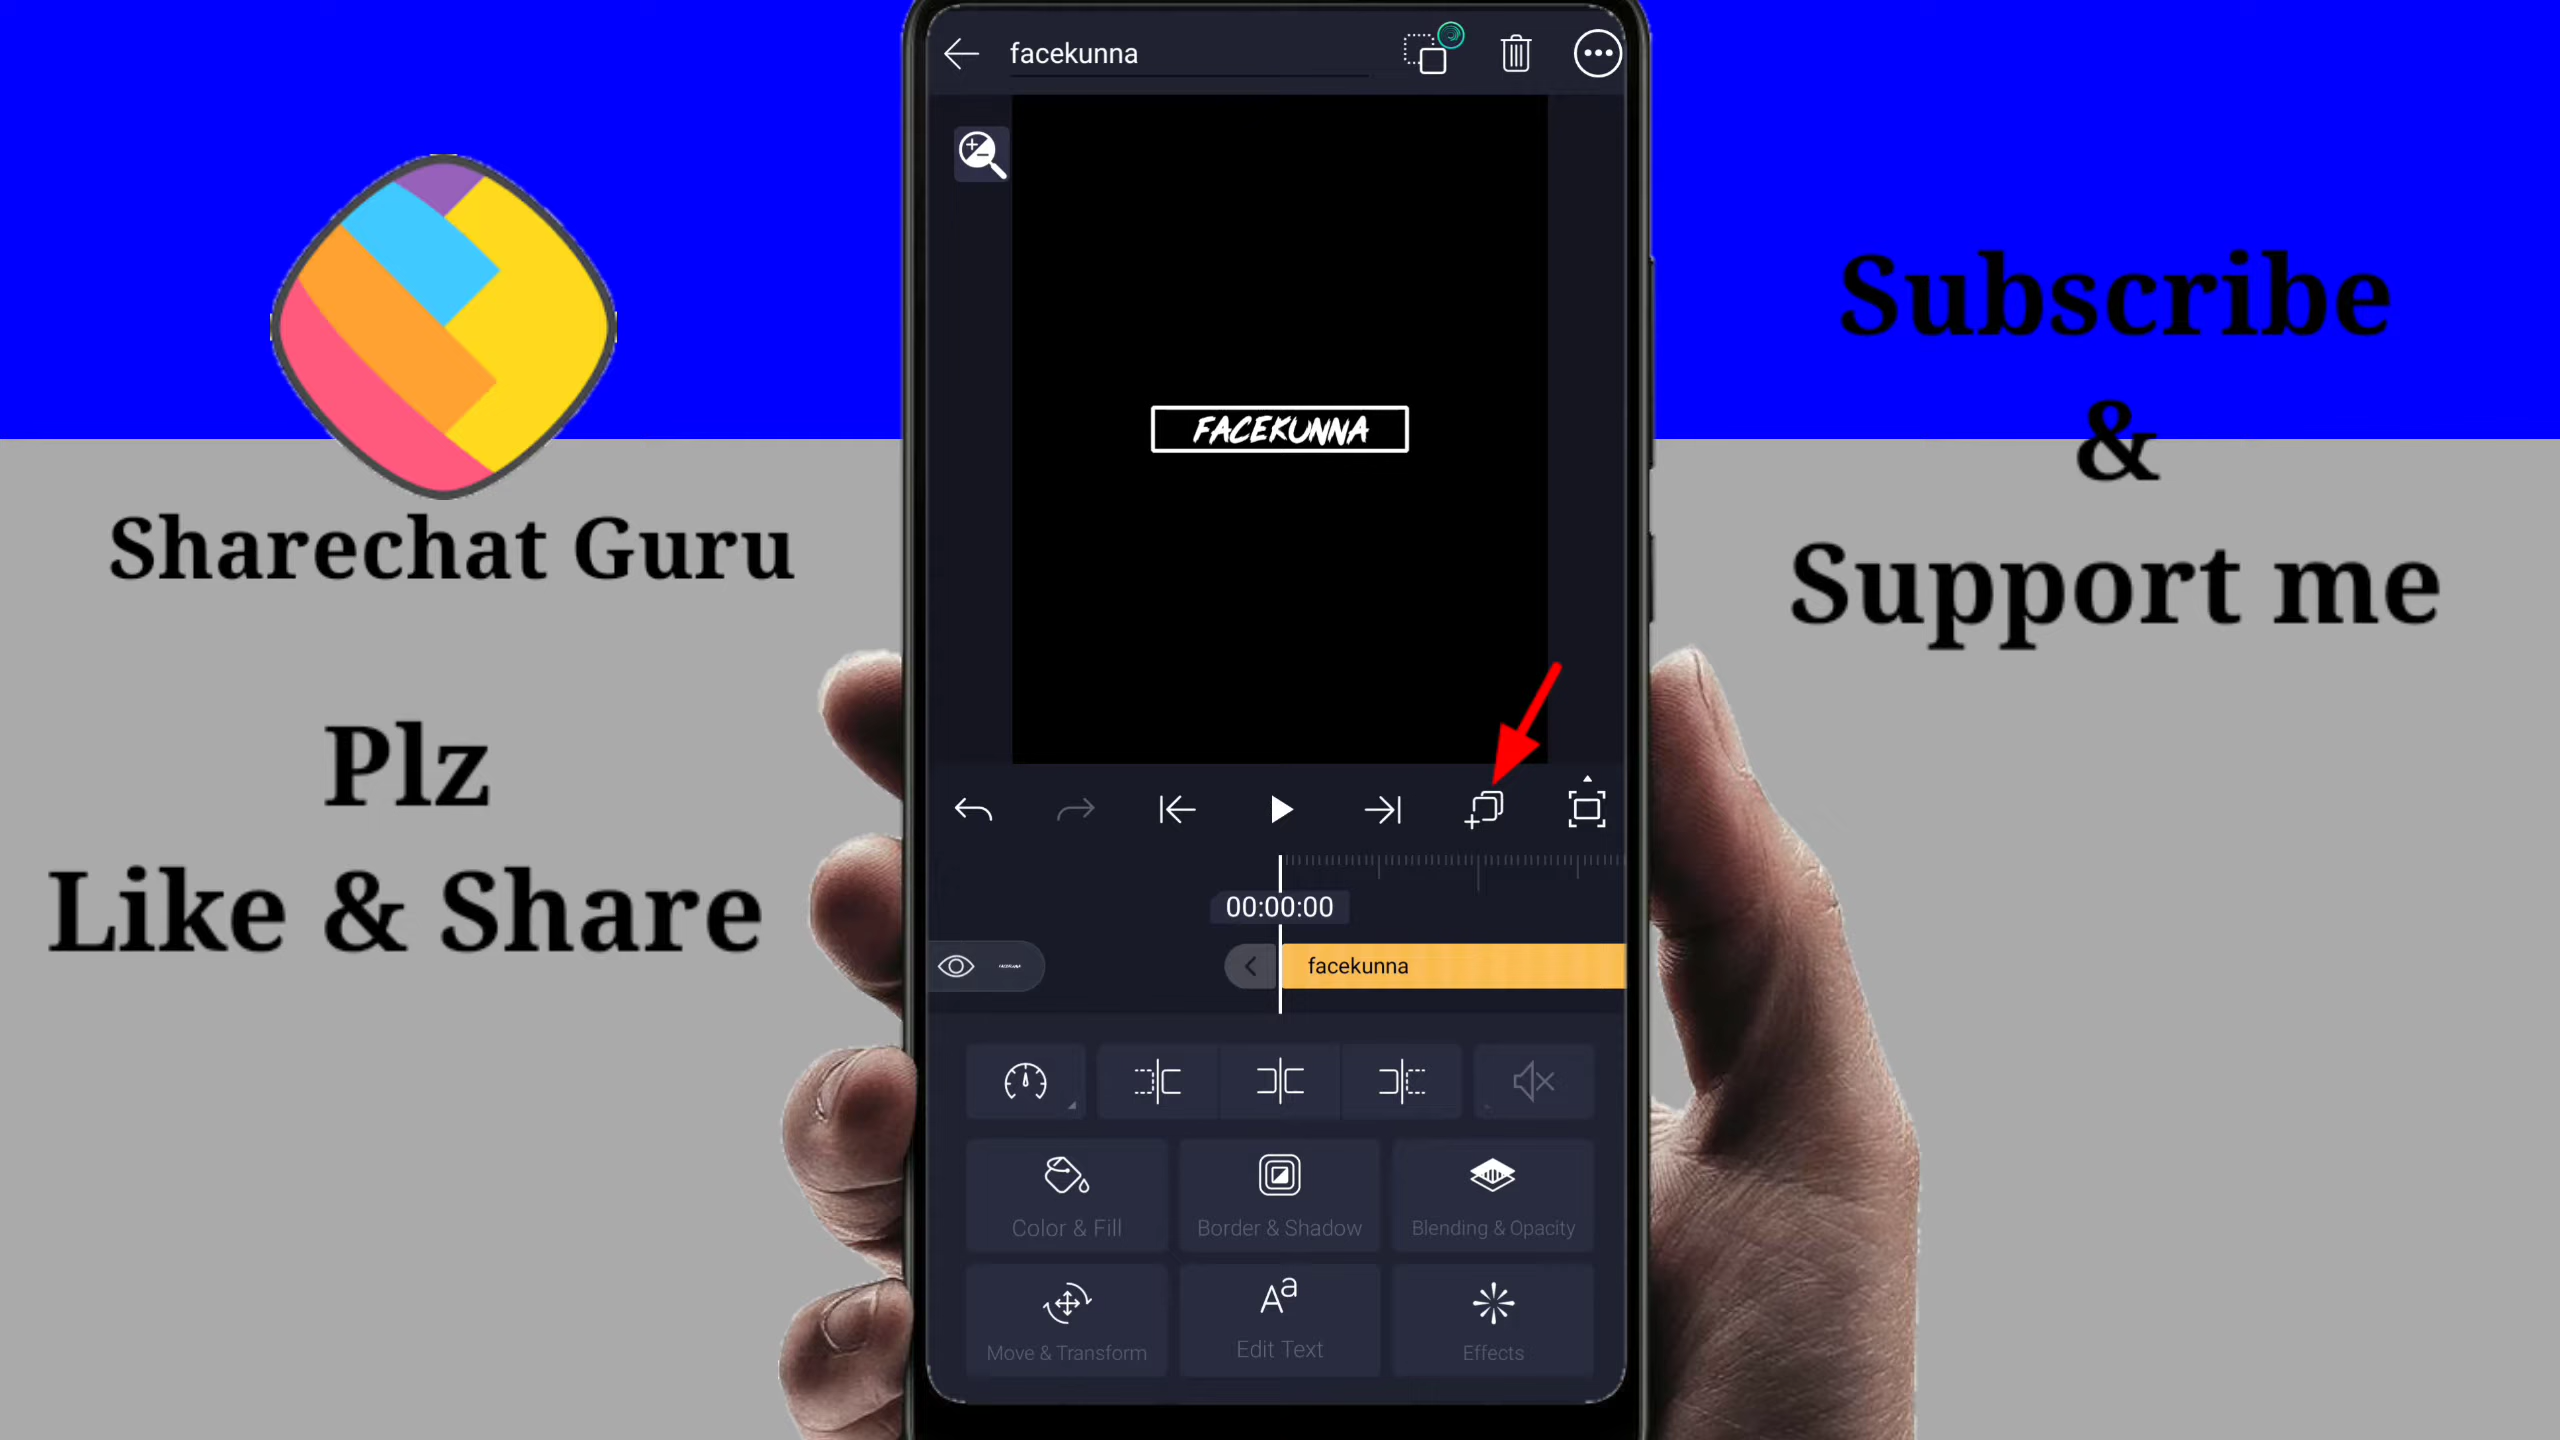 facekunna
FACEKUNNA
Sharechat Guru
Plz
Like & Share
Subscribe
&
Support me
00:00:00
facekunna
Color & Fill
Border & Shadow
Blending & Opacity
Move & Transform
Edit Text
Aa
Effects